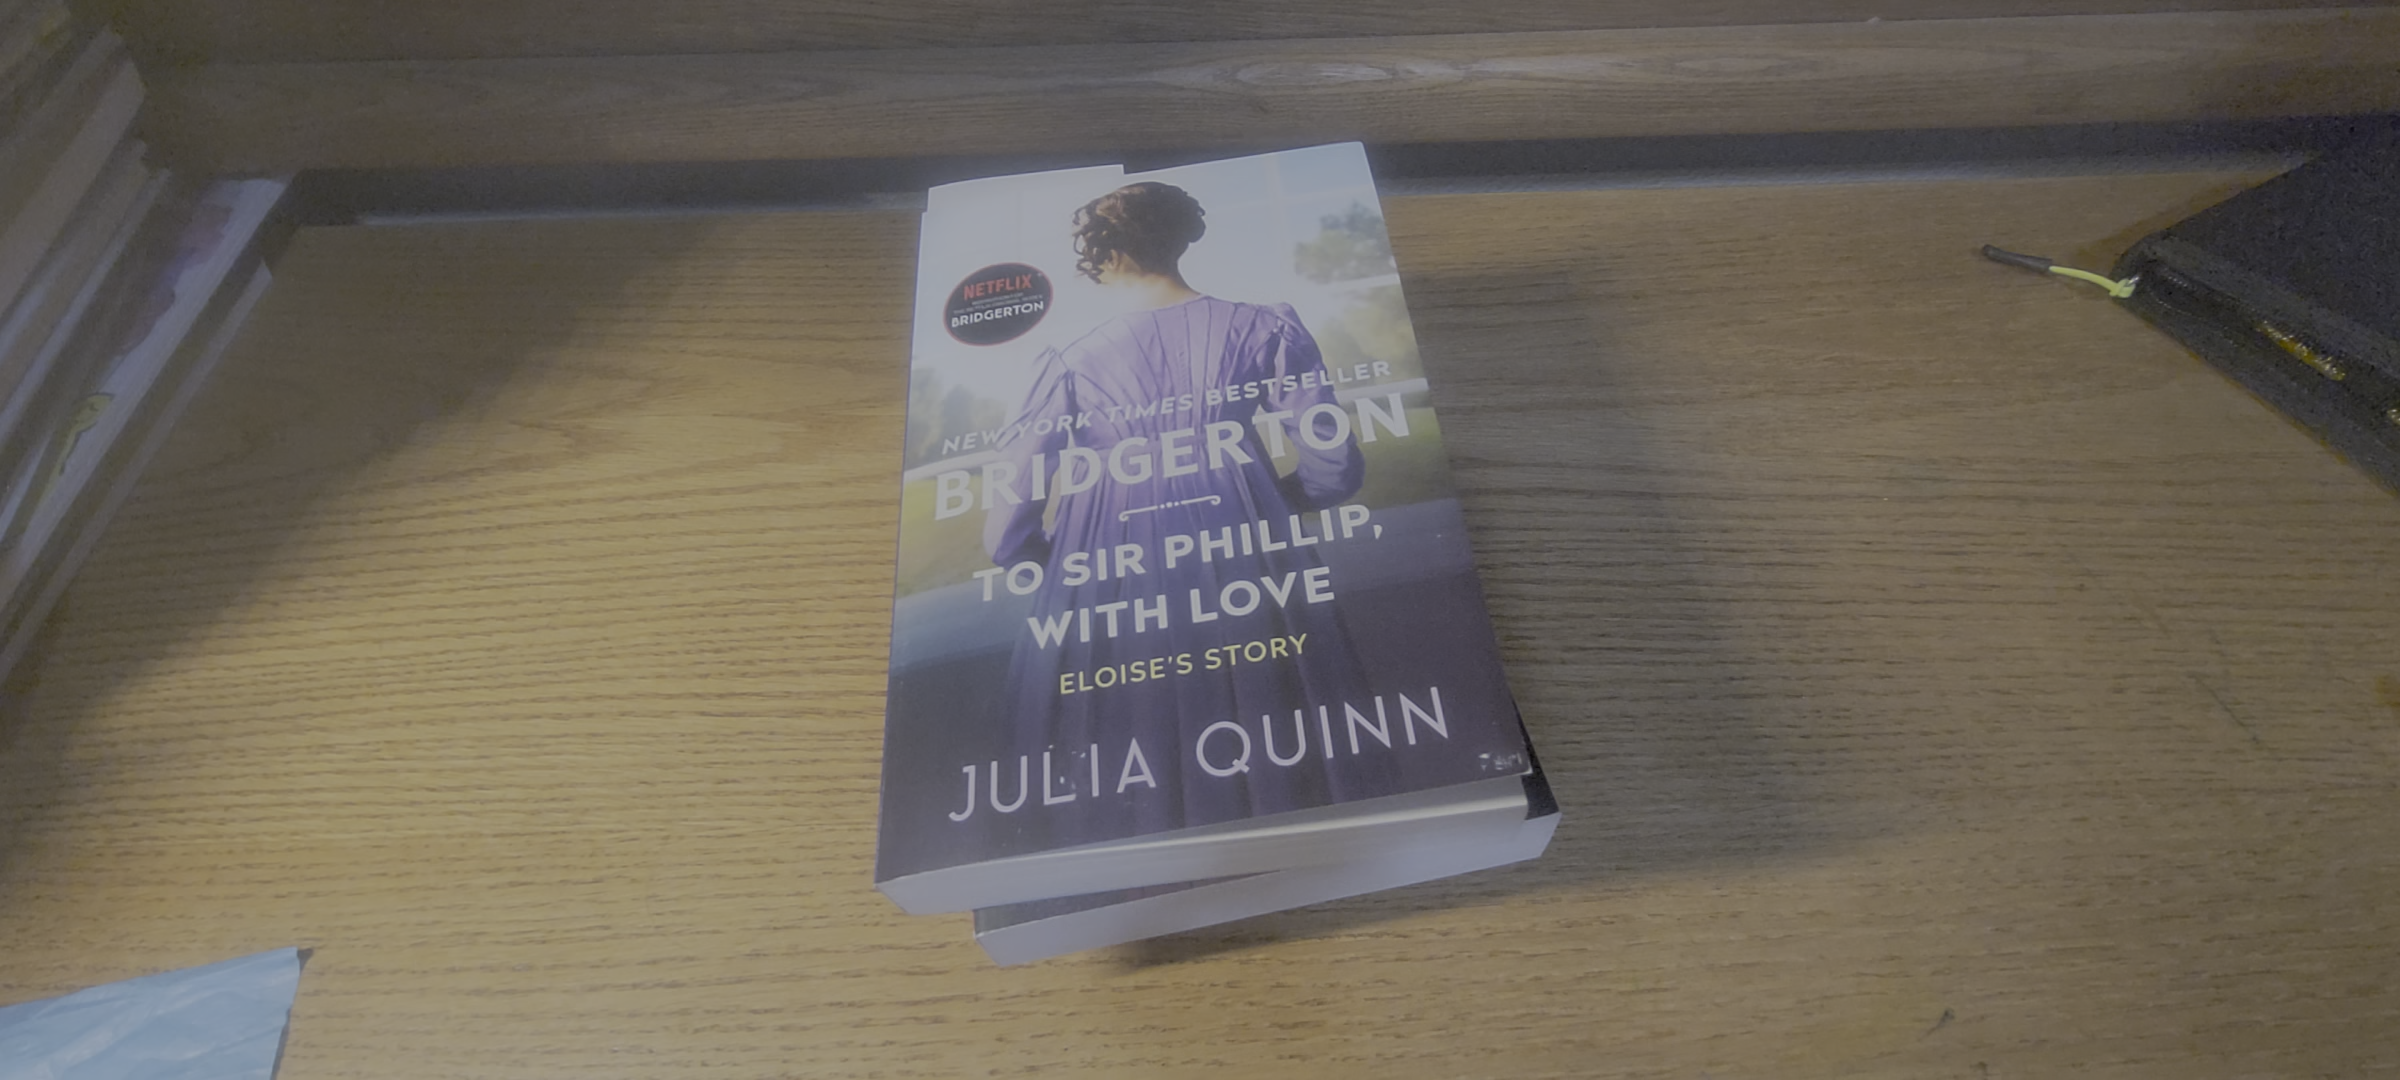 NETFLIX
BRIDGERTON
NEW YORK TIMES BESTSELLER
BRIDGERTON
TO SIR PHILLIP,
WITH LOVE
ELOISE'S STORY
JULIA QUINN